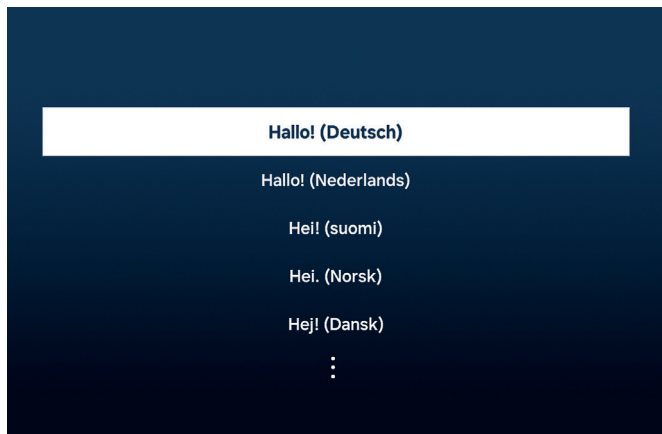 Hallo! (Deutsch)
Hallo! (Nederlands)
Hei! (suomi)
Hei. (Norsk)
Hej! (Dansk)